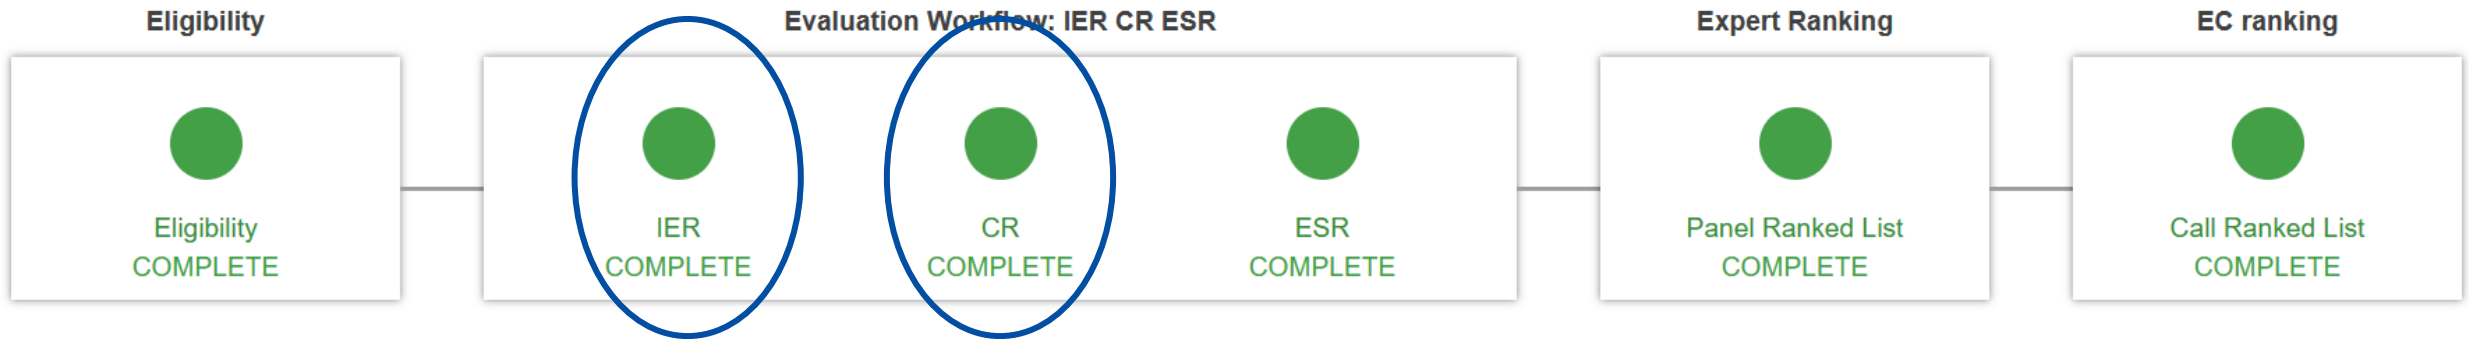 Eligibility
Evaluation Workflow: IER CR ESR
Expert Ranking
EC ranking
Eligibility
COMPLETE
IER
COMPLETE
CR
COMPLETE
ESR
COMPLETE
Panel Ranked List
COMPLETE
Call Ranked List
COMPLETE